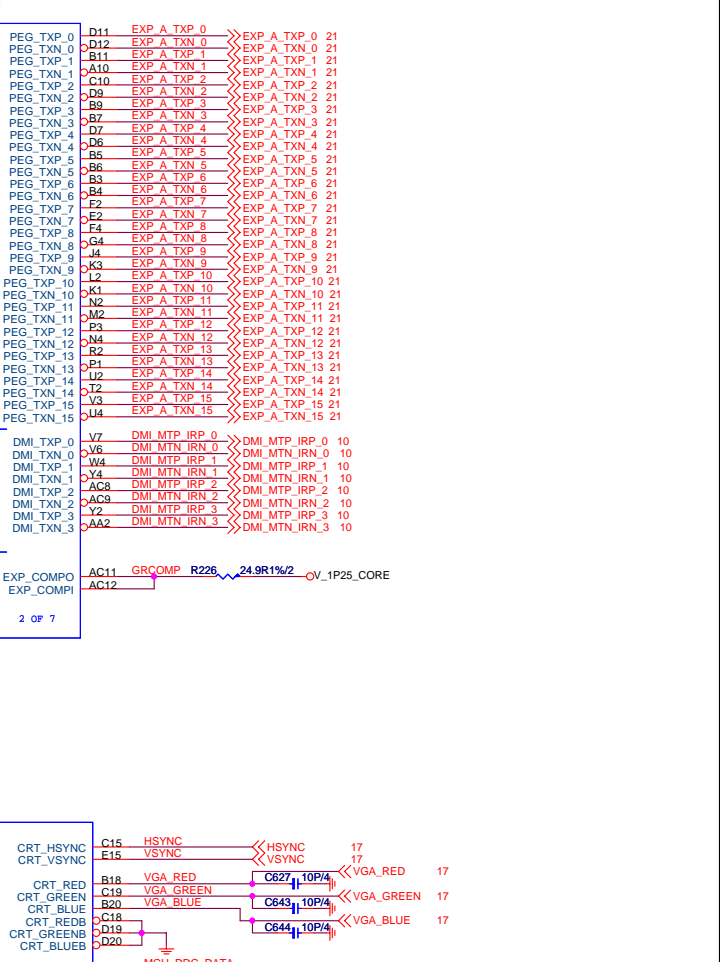 PEG_TXP_0 D11 EXP_A_TXP_0 EXP_A_TXP_0 21
PEG_TXN_0 D12 EXP_A_TXN_0 EXP_A_TXN_0 21
PEG_TXP_1 B11 EXP_A_TXP_1 EXP_A_TXP_1 21
PEG_TXN_1 A10 EXP_A_TXN_1 EXP_A_TXN_1 21
PEG_TXP_2 C10 EXP_A_TXP_2 EXP_A_TXP_2 21
PEG_TXN_2 D9 EXP_A_TXN_2 EXP_A_TXN_2 21
PEG_TXP_3 B9 EXP_A_TXP_3 EXP_A_TXP_3 21
PEG_TXN_3 B7 EXP_A_TXN_3 EXP_A_TXN_3 21
PEG_TXP_4 D7 EXP_A_TXP_4 EXP_A_TXP_4 21
PEG_TXN_4 D6 EXP_A_TXN_4 EXP_A_TXN_4 21
PEG_TXP_5 B5 EXP_A_TXP_5 EXP_A_TXP_5 21
PEG_TXN_5 B6 EXP_A_TXN_5 EXP_A_TXN_5 21
PEG_TXP_6 B3 EXP_A_TXP_6 EXP_A_TXP_6 21
PEG_TXN_6 B4 EXP_A_TXN_6 EXP_A_TXN_6 21
PEG_TXP_7 F2 EXP_A_TXP_7 EXP_A_TXP_7 21
PEG_TXN_7 E2 EXP_A_TXN_7 EXP_A_TXN_7 21
PEG_TXP_8 F4 EXP_A_TXP_8 EXP_A_TXP_8 21
PEG_TXN_8 G4 EXP_A_TXN_8 EXP_A_TXN_8 21
PEG_TXP_9 J4 EXP_A_TXP_9 EXP_A_TXP_9 21
PEG_TXN_9 K3 EXP_A_TXN_9 EXP_A_TXN_9 21
PEG_TXP_10 L2 EXP_A_TXP_10 EXP_A_TXP_10 21
PEG_TXN_10 K1 EXP_A_TXN_10 EXP_A_TXN_10 21
PEG_TXP_11 N2 EXP_A_TXP_11 EXP_A_TXP_11 21
PEG_TXN_11 M2 EXP_A_TXN_11 EXP_A_TXN_11 21
PEG_TXP_12 P3 EXP_A_TXP_12 EXP_A_TXP_12 21
PEG_TXN_12 N4 EXP_A_TXN_12 EXP_A_TXN_12 21
PEG_TXP_13 R2 EXP_A_TXP_13 EXP_A_TXP_13 21
PEG_TXN_13 P1 EXP_A_TXN_13 EXP_A_TXN_13 21
PEG_TXP_14 U2 EXP_A_TXP_14 EXP_A_TXP_14 21
PEG_TXN_14 T2 EXP_A_TXN_14 EXP_A_TXN_14 21
PEG_TXP_15 V3 EXP_A_TXP_15 EXP_A_TXP_15 21
PEG_TXN_15 U4 EXP_A_TXN_15 EXP_A_TXN_15 21
DMI_TXP_0 V7 DMI_MTP_IRP_0 DMI_MTP_IRP_0 10
DMI_TXN_0 V6 DMI_MTN_IRN_0 DMI_MTN_IRN_0 10
DMI_TXP_1 W4 DMI_MTP_IRP_1 DMI_MTP_IRP_1 10
DMI_TXN_1 Y4 DMI_MTN_IRN_1 DMI_MTN_IRN_1 10
DMI_TXP_2 AC8 DMI_MTP_IRP_2 DMI_MTP_IRP_2 10
DMI_TXN_2 AC9 DMI_MTN_IRN_2 DMI_MTN_IRN_2 10
DMI_TXP_3 Y2 DMI_MTP_IRP_3 DMI_MTP_IRP_3 10
DMI_TXN_3 AA2 DMI_MTN_IRN_3 DMI_MTN_IRN_3 10
EXP_COMPO AC11 GRCOMP R226 24.9R1%/2 V_1P25_CORE
EXP_COMPI AC12
2 OF 7
CRT_HSYNC C15 HSYNC HSYNC 17
CRT_VSYNC E15 VSYNC VSYNC 17
CRT_RED B18 VGA_RED C627 10P/4 VGA_RED 17
CRT_GREEN C19 VGA_GREEN VGA_GREEN 17
CRT_BLUE B20 VGA_BLUE C643 10P/4
CRT_REDB C18 VGA_BLUE 17
CRT_GREENB D19 C644 10P/4
CRT_BLUEB D20